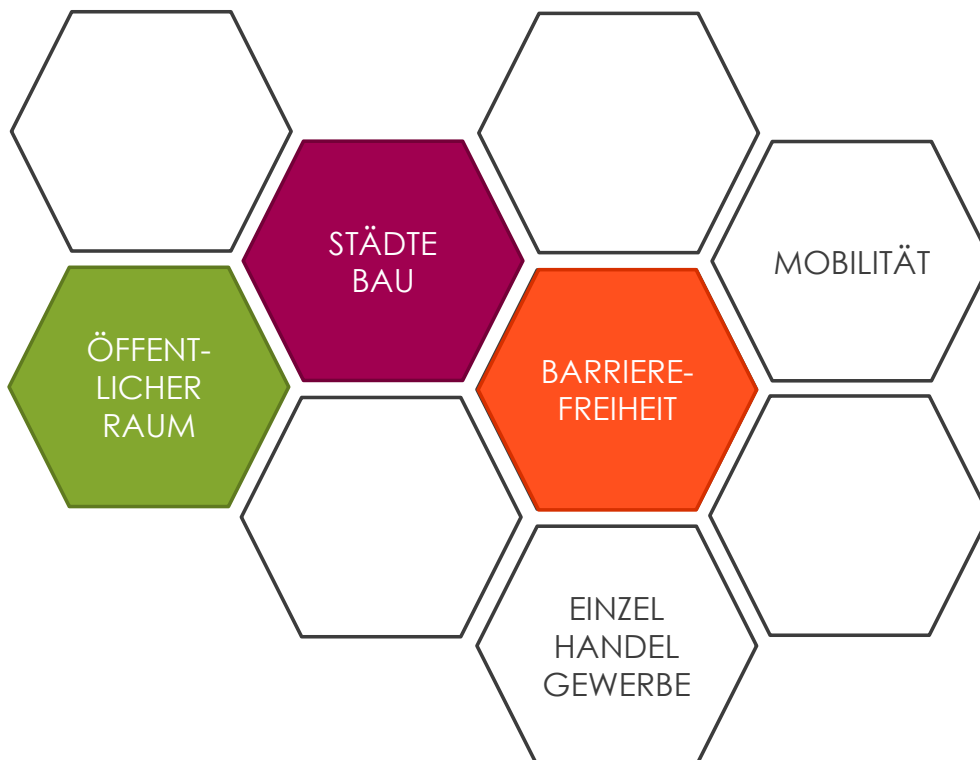 STÄDTE
BAU
MOBILITÄT
ÖFFENT-
LICHER
RAUM
BARRIERE-
FREIHEIT
EINZEL
HANDEL
GEWERBE